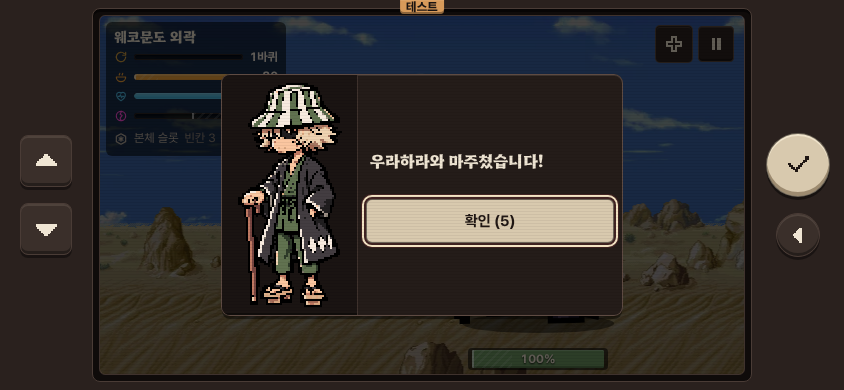 테스트
웨코문도 외곽
1바퀴
본체 슬롯 빈칸 3
우라하라와 마주쳤습니다!
확인 (5)
100%